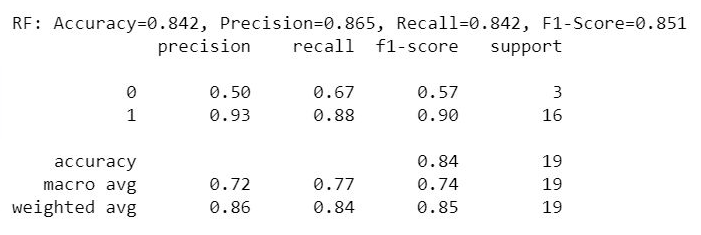 RF: Accuracy=0.842, Precision=0.865, Recall=0.842, F1-Score=0.851
precision recall f1-score support
0 0.50 0.67 0.57 3
1 0.93 0.88 0.90 16
accuracy 0.84 19
macro avg 0.72 0.77 0.74 19
weighted avg 0.86 0.84 0.85 19